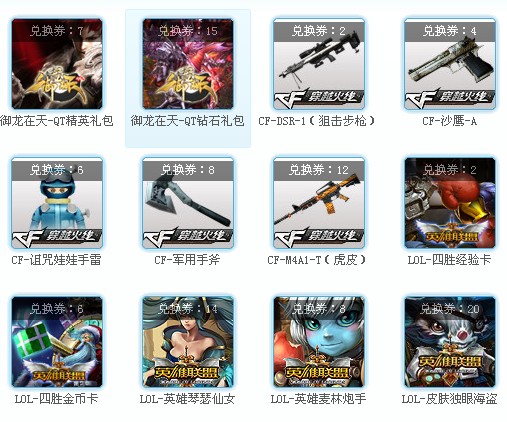 兑换券：7
兑换券：15
兑换券：2
兑换券：4
御龙在天
御龙在天
CF 穿越火线
CF 穿越火线
御龙在天-QT精英礼包
御龙在天-QT钻石礼包
CF-DSR-1（狙击步枪）
CF-沙鹰-A
兑换券：6
兑换券：8
兑换券：12
兑换券：2
CF 穿越火线
CF 穿越火线
CF 穿越火线
英雄联盟
CF-诅咒娃娃手雷
CF-军用手斧
CF-M4A1-T（虎皮）
LOL-四胜经验卡
兑换券：6
兑换券：14
兑换券：8
兑换券：20
英雄联盟
英雄联盟
英雄联盟
英雄联盟
LOL-四胜金币卡
LOL-英雄琴瑟仙女
LOL-英雄麦林炮手
LOL-皮肤独眼海盗